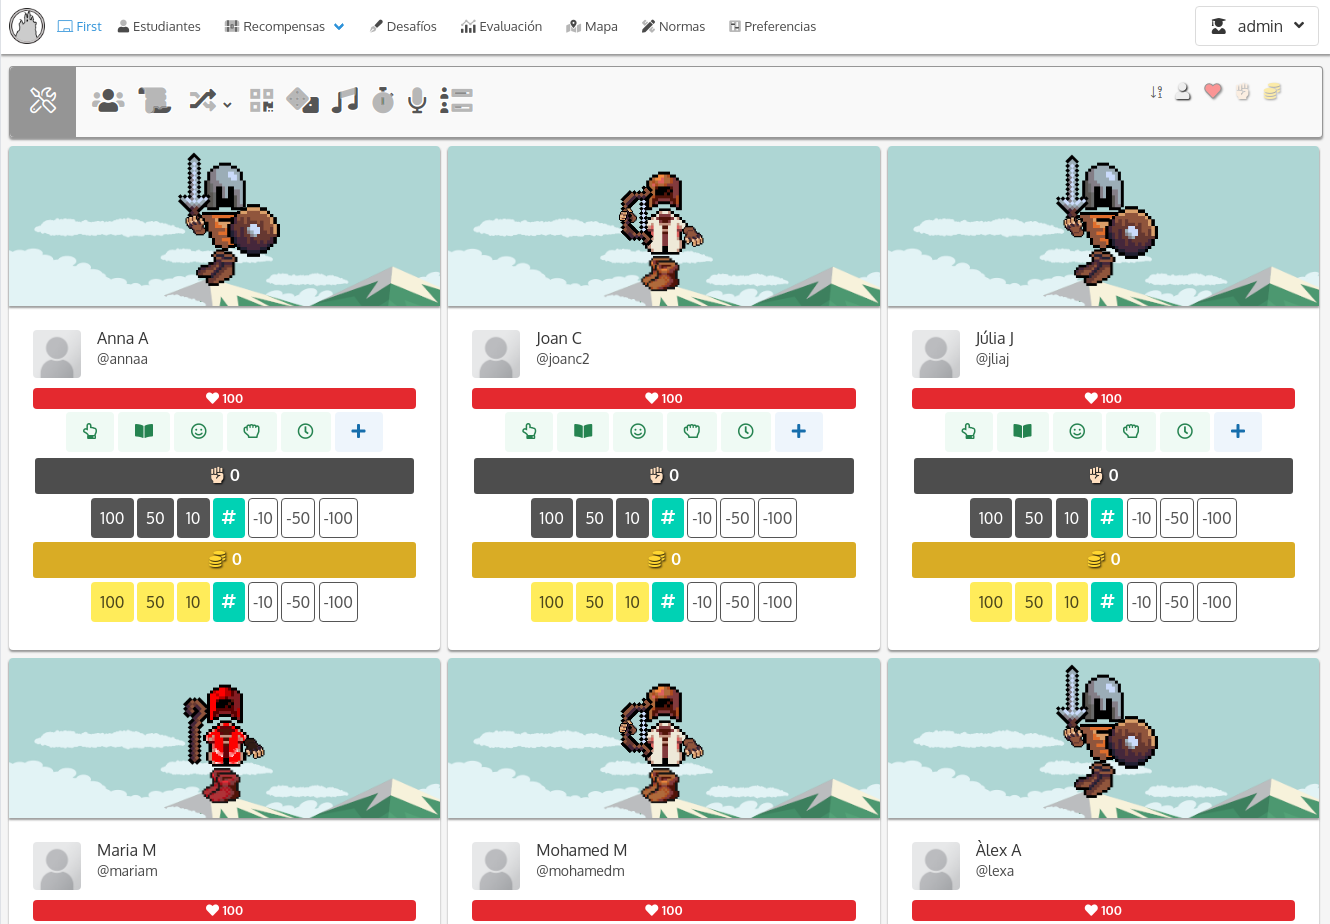 First Estudiantes Recompensas Desafíos Evaluación Mapa Normas Preferencias admin
Anna A
@annaa
100
0
100 50 10 # -10 -50 -100
0
100 50 10 # -10 -50 -100
Joan C
@joanc2
100
0
100 50 10 # -10 -50 -100
0
100 50 10 # -10 -50 -100
Júlia J
@jliaj
100
0
100 50 10 # -10 -50 -100
0
100 50 10 # -10 -50 -100
Maria M
@mariam
100
Mohamed M
@mohamedm
100
Àlex A
@lexa
100